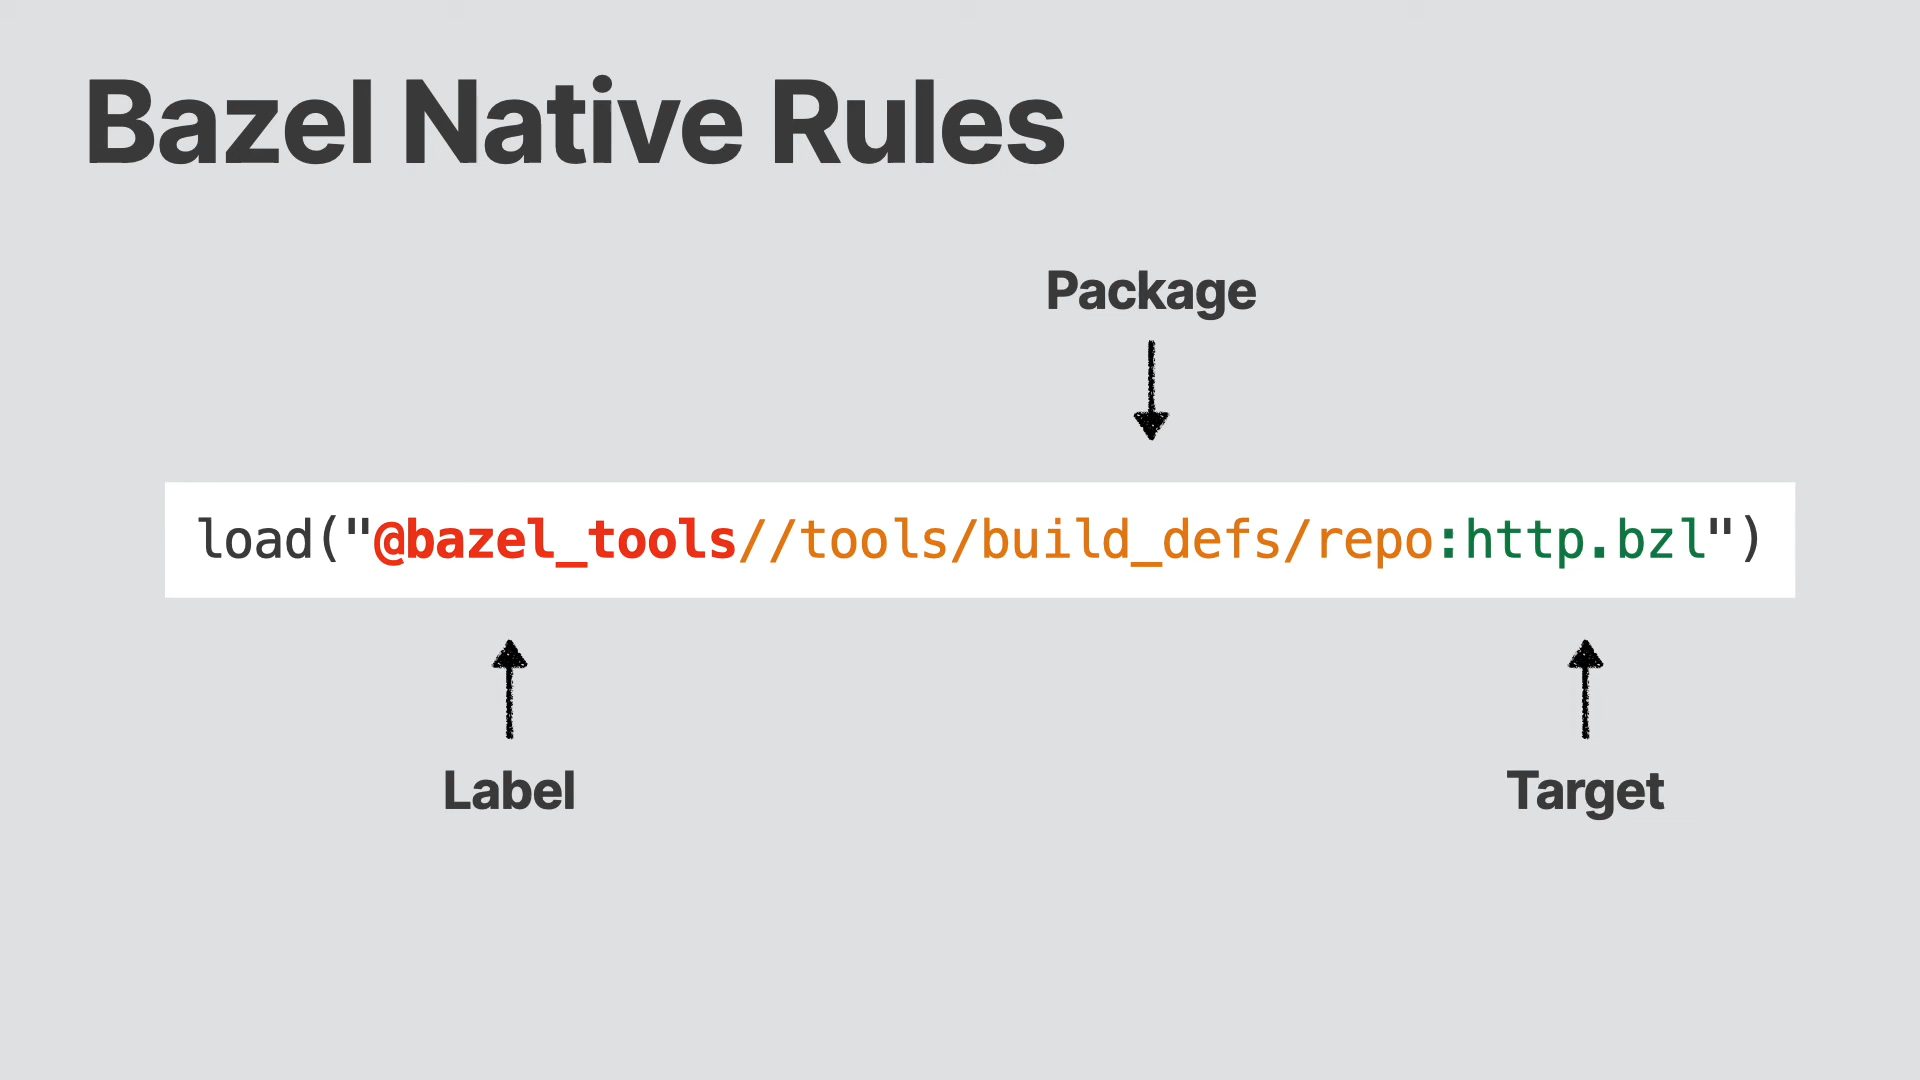 Bazel Native Rules
Package
load("@bazel_tools//tools/build_defs/repo:http.bzl")
Label
Target